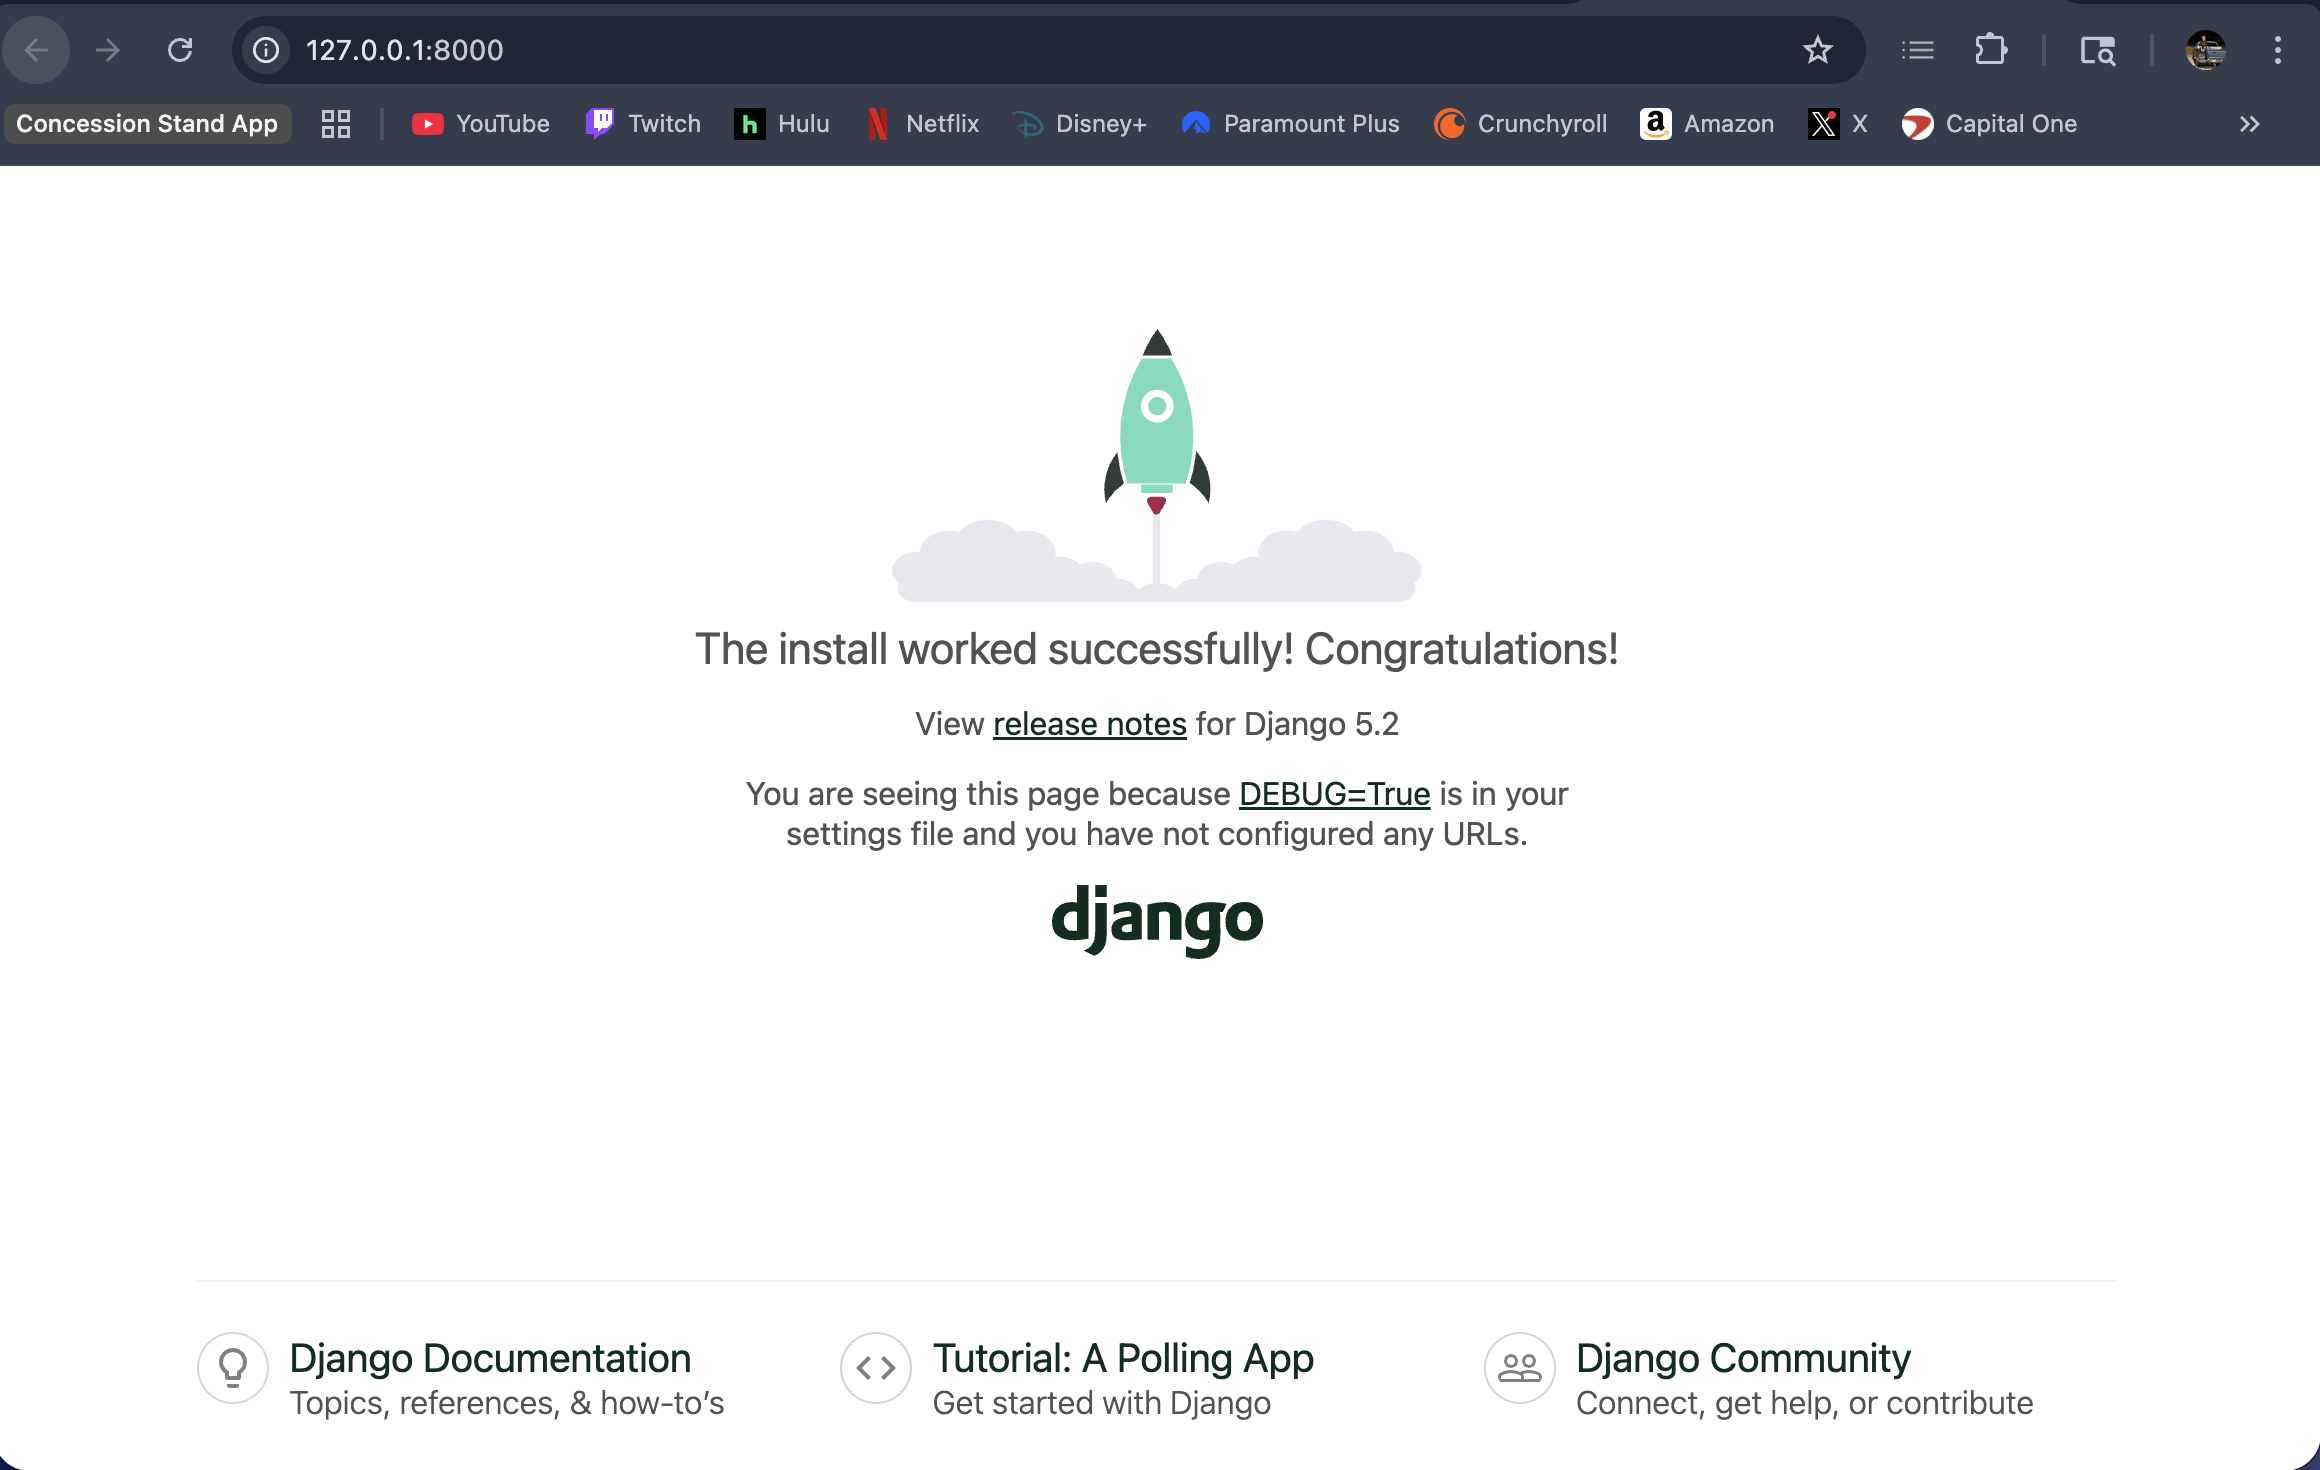 127.0.0.1:8000
Concession Stand App YouTube Twitch Hulu Netflix Disney+ Paramount Plus Crunchyroll Amazon X Capital One
The install worked successfully! Congratulations!
View release notes for Django 5.2
You are seeing this page because DEBUG=True is in your
settings file and you have not configured any URLs.
django
Django Documentation
Topics, references, & how-to’s
Tutorial: A Polling App
Get started with Django
Django Community
Connect, get help, or contribute